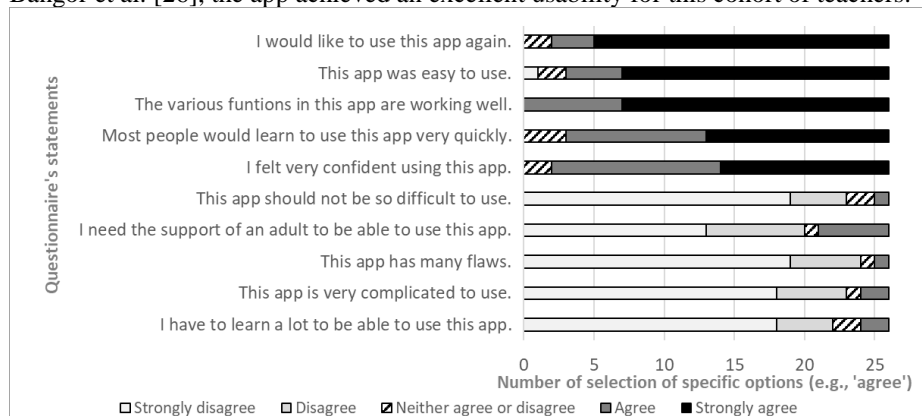 Bangor et al. [26], the app achieved an excellent usability for this cohort of teachers.
Questionnaire's statements
I would like to use this app again.
This app was easy to use.
The various funtions in this app are working well.
Most people would learn to use this app very quickly.
I felt very confident using this app.
This app should not be so difficult to use.
I need the support of an adult to be able to use this app.
This app has many flaws.
This app is very complicated to use.
I have to learn a lot to be able to use this app.
0 5 10 15 20 25
Number of selection of specific options (e.g., 'agree')
Strongly disagree Disagree Neither agree or disagree Agree Strongly agree